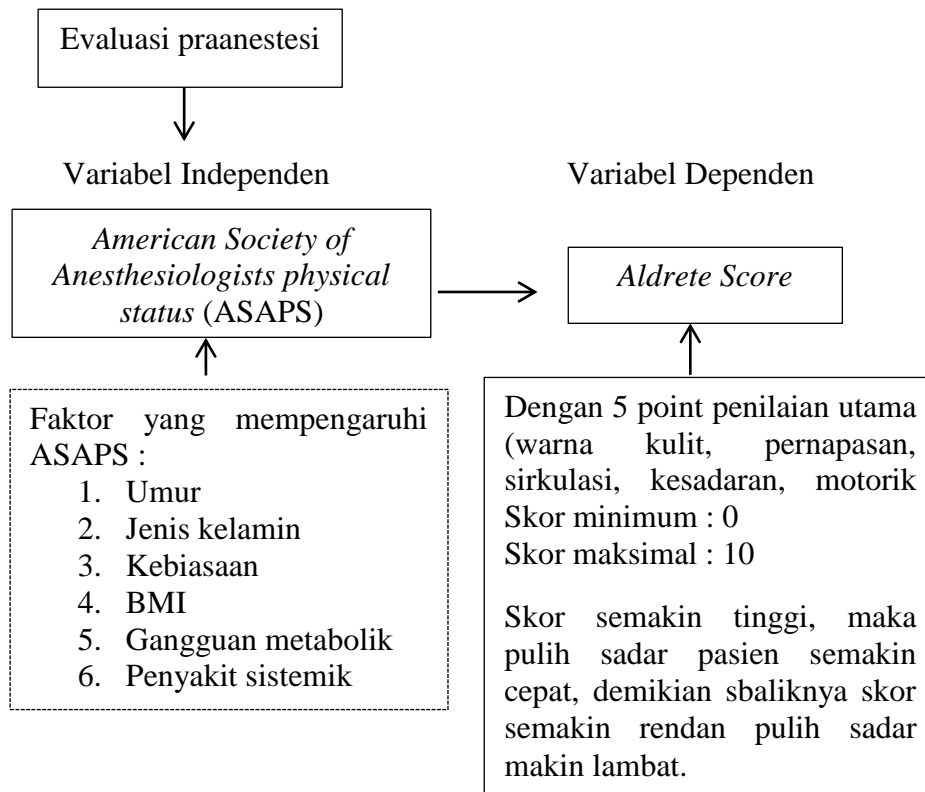 Evaluasi praanestesi
Variabel Independen
Variabel Dependen
American Society of
Anesthesiologists physical
status (ASAPS)
Aldrete Score
Faktor yang mempengaruhi
ASAPS :
1. Umur
2. Jenis kelamin
3. Kebiasaan
4. BMI
5. Gangguan metabolik
6. Penyakit sistemik
Dengan 5 point penilaian utama
(warna kulit, pernapasan,
sirkulasi, kesadaran, motorik
Skor minimum : 0
Skor maksimal : 10
Skor semakin tinggi, maka
pulih sadar pasien semakin
cepat, demikian sbaliknya skor
semakin rendan pulih sadar
makin lambat.